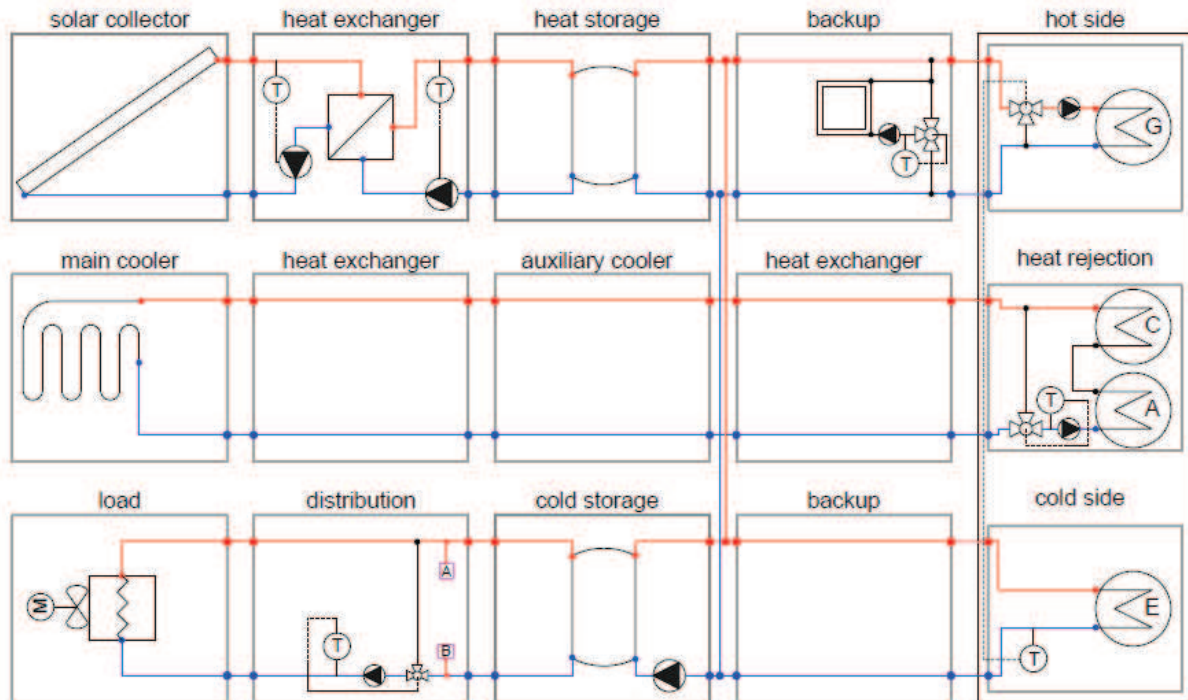 solar collector
heat exchanger
heat storage
backup
hot side
T
T
T
G
main cooler
heat exchanger
auxiliary cooler
heat exchanger
heat rejection
C
T
A
load
distribution
cold storage
backup
cold side
A
M
T
B
E
T